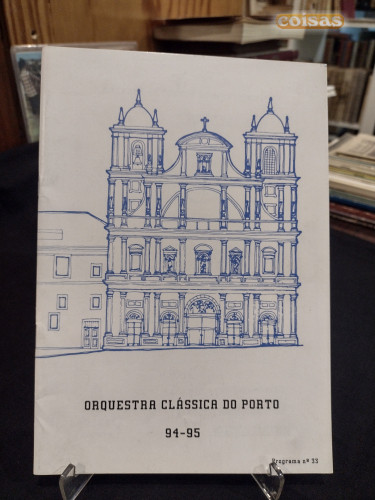 coisas
ORQUESTRA CLÁSSICA DO PORTO
94-95
Programa nº 23